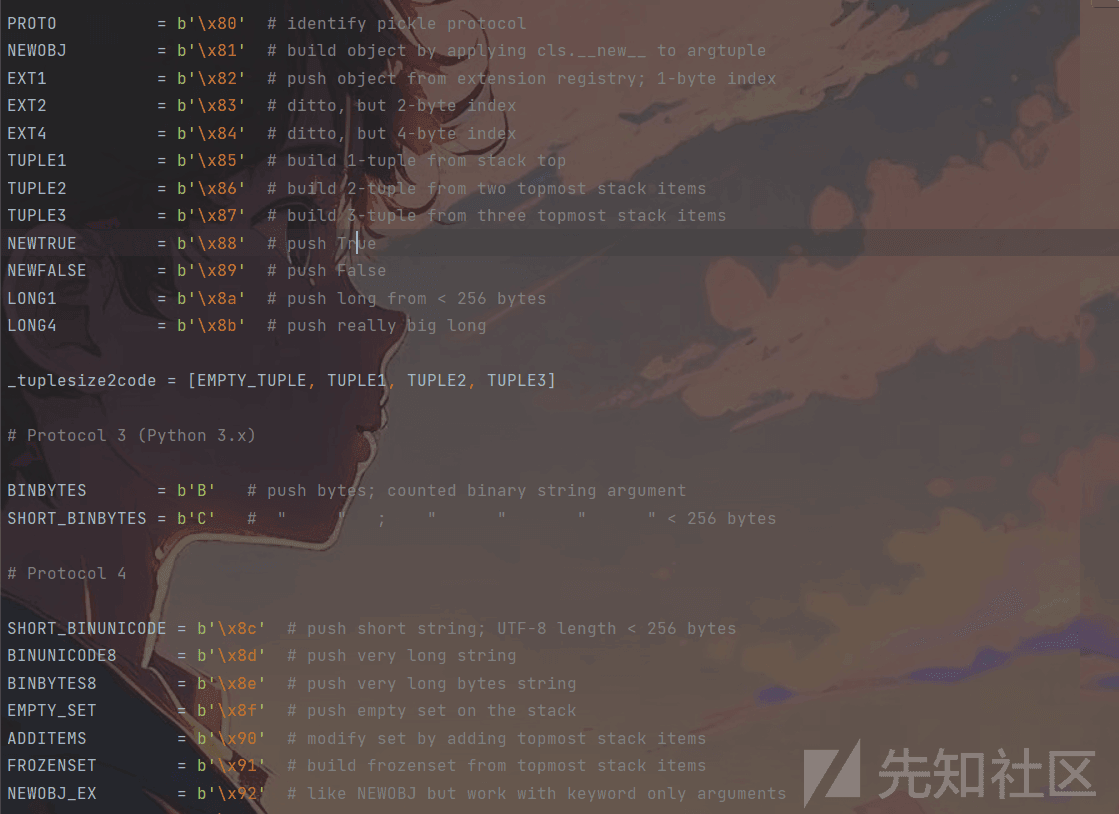 PROTO          = b'\x80'  # identify pickle protocol
NEWOBJ         = b'\x81'  # build object by applying cls.__new__ to argtuple
EXT1           = b'\x82'  # push object from extension registry; 1-byte index
EXT2           = b'\x83'  # ditto, but 2-byte index
EXT4           = b'\x84'  # ditto, but 4-byte index
TUPLE1         = b'\x85'  # build 1-tuple from stack top
TUPLE2         = b'\x86'  # build 2-tuple from two topmost stack items
TUPLE3         = b'\x87'  # build 3-tuple from three topmost stack items
NEWTRUE        = b'\x88'  # push True
NEWFALSE       = b'\x89'  # push False
LONG1          = b'\x8a'  # push long from < 256 bytes
LONG4          = b'\x8b'  # push really big long
_tuplesize2code = [EMPTY_TUPLE, TUPLE1, TUPLE2, TUPLE3]
# Protocol 3 (Python 3.x)
BINBYTES       = b'B'   # push bytes; counted binary string argument
SHORT_BINBYTES = b'C'   #  "     "   ;    "      "       "      " < 256 bytes
# Protocol 4
SHORT_BINUNICODE = b'\x8c'  # push short string; UTF-8 length < 256 bytes
BINUNICODE8      = b'\x8d'  # push very long string
BINBYTES8        = b'\x8e'  # push very long bytes string
EMPTY_SET        = b'\x8f'  # push empty set on the stack
ADDITEMS         = b'\x90'  # modify set by adding topmost stack items
FROZENSET        = b'\x91'  # build frozenset from topmost stack items
NEWOBJ_EX        = b'\x92'  # like NEWOBJ but work with keyword only arguments
先知社区